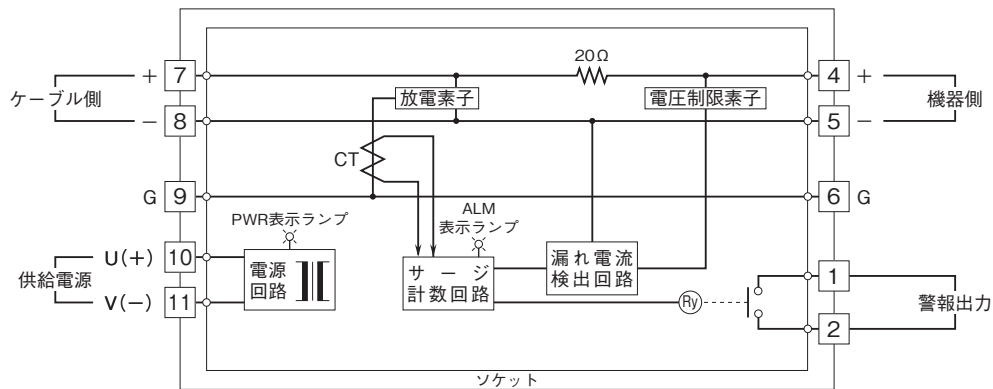 20Ω
+ 7
4 +
ケーブル側
放電素子
電圧制限素子
機器側
− 8
5 −
CT
G 9
6 G
PWR表示ランプ
ALM
表示ランプ
U(+) 10
供給電源
電源
回路
サージ
計数回路
漏れ電流
検出回路
1
V(−) 11
Ry
警報出力
2
ソケット